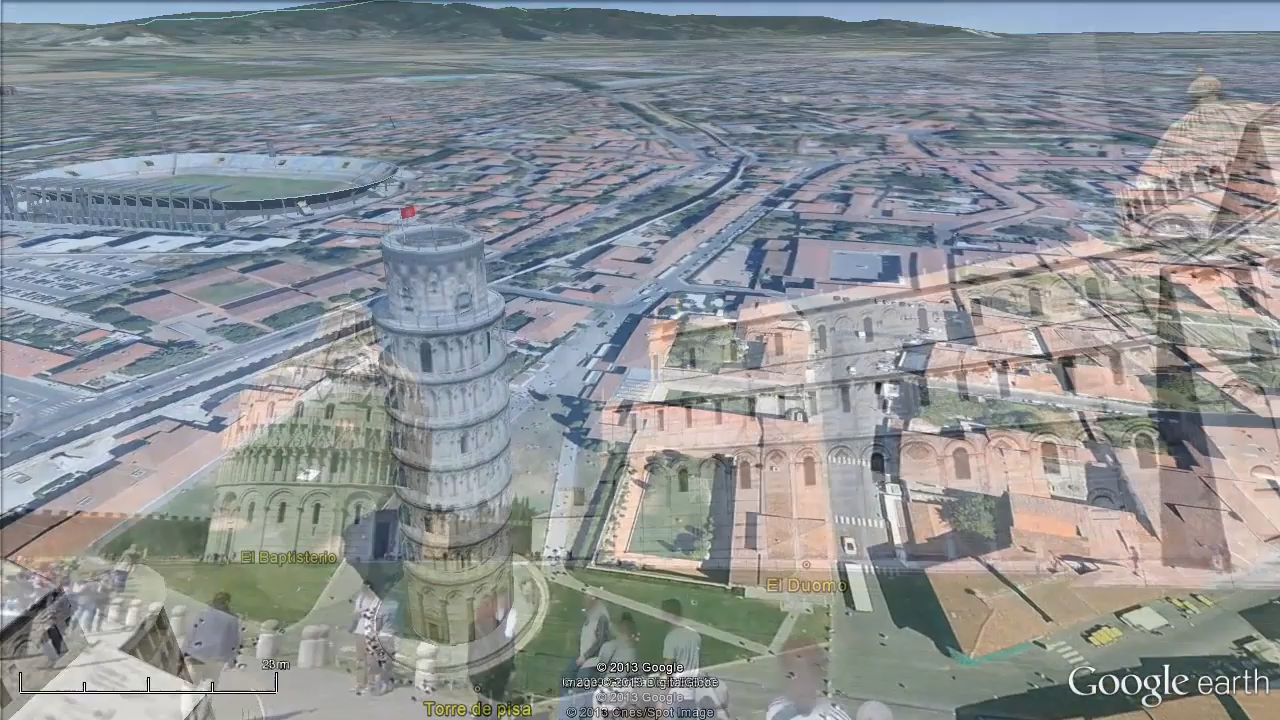 El Baptisterio
El Duomo
23 m
© 2013 Google
© 2013 Google
© 2013 Cnes/Spot Image
Torre de pisa
Google earth